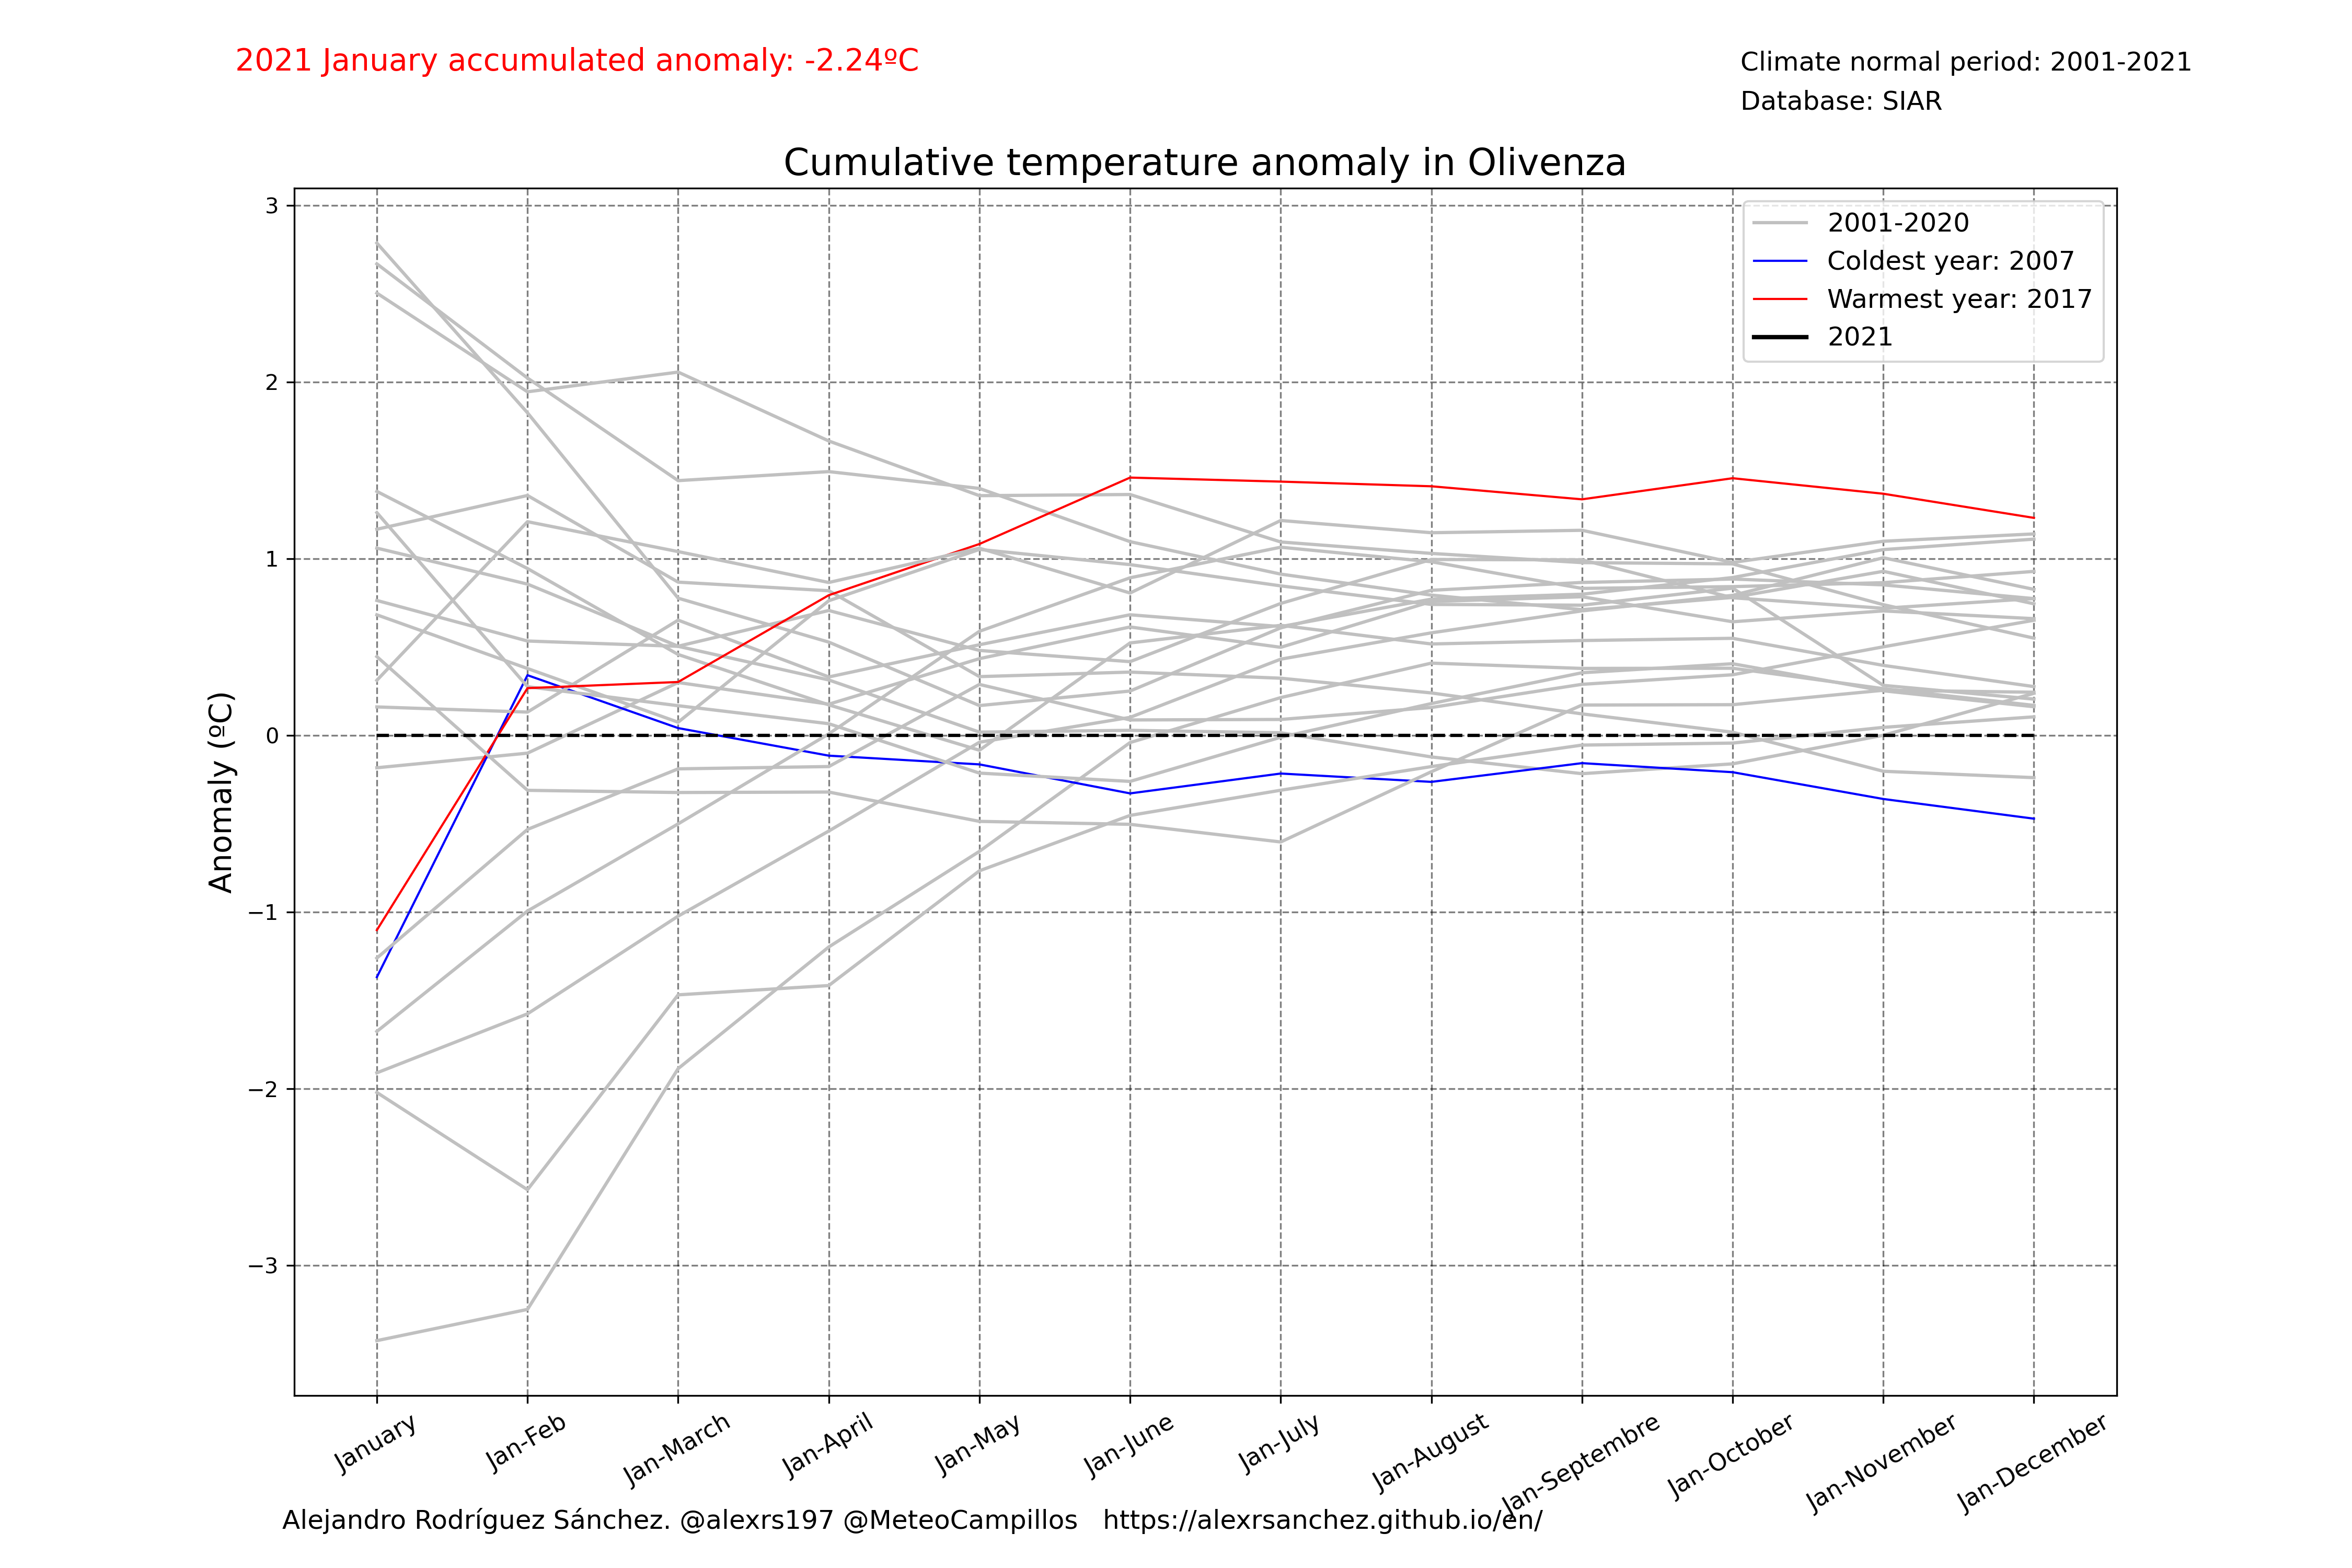 2021 January accumulated anomaly: -2.24ºC
Climate normal period: 2001-2021
Database: SIAR
Cumulative temperature anomaly in Olivenza
2001-2020
Coldest year: 2007
Warmest year: 2017
2021
Anomaly (ºC)
3
2
1
0
−1
−2
−3
January
Jan-Feb
Jan-March
Jan-April
Jan-May
Jan-June
Jan-July
Jan-August
Jan-Septembre
Jan-October
Jan-November
Jan-December
Alejandro Rodríguez Sánchez. @alexrs197 @MeteoCampillos   https://alexrsanchez.github.io/en/